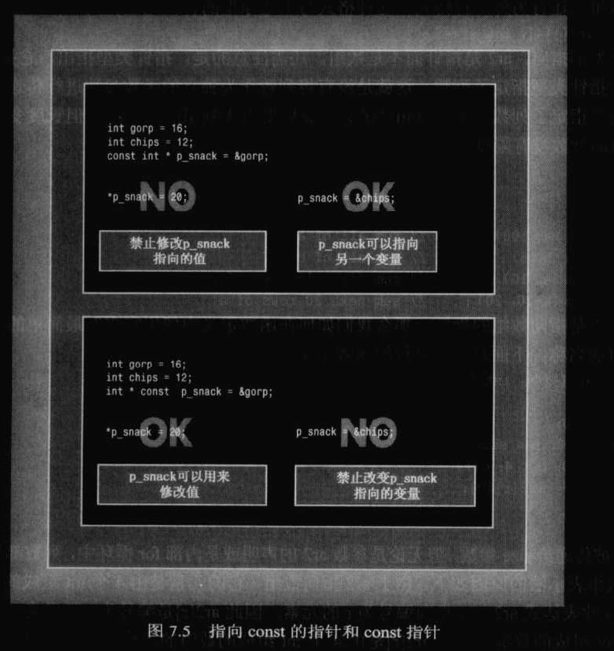 int gorp = 16;
int chips = 12;
const int * p_snack = &gorp;
*p_snack = 20;
NO
p_snack = &chips;
OK
禁止修改p_snack
指向的值
p_snack可以指向
另一个变量
int gorp = 16;
int chips = 12;
int * const p_snack = &gorp;
*p_snack = 20;
OK
p_snack = &chips;
NO
p_snack可以用来
修改值
禁止改变p_snack
指向的变量
图 7.5 指向 const 的指针和 const 指针